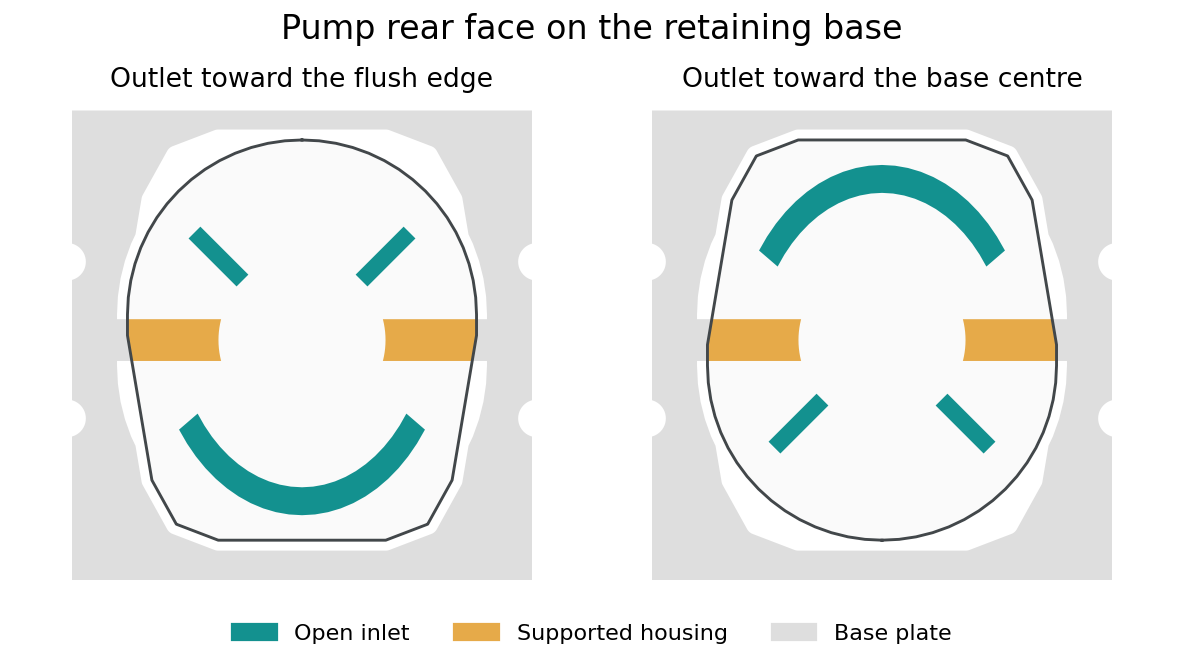 Pump rear face on the retaining base
Outlet toward the flush edge
Outlet toward the base centre
Open inlet
Supported housing
Base plate